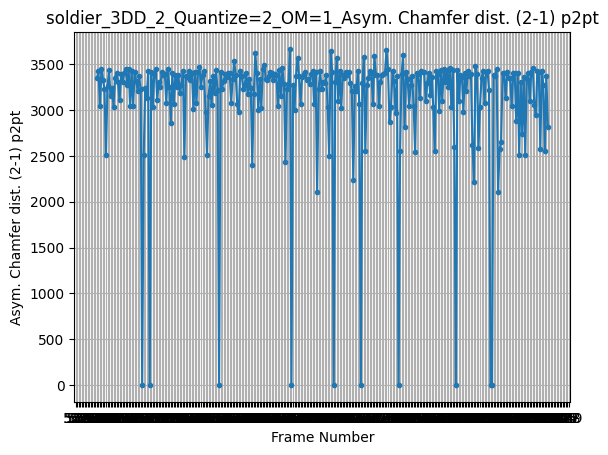 soldier_3DD_2_Quantize=2_OM=1_Asym. Chamfer dist. (2-1) p2pt
3500
3000
2500
2000
1500
1000
500
0
Asym. Chamfer dist. (2-1) p2pt
Frame Number